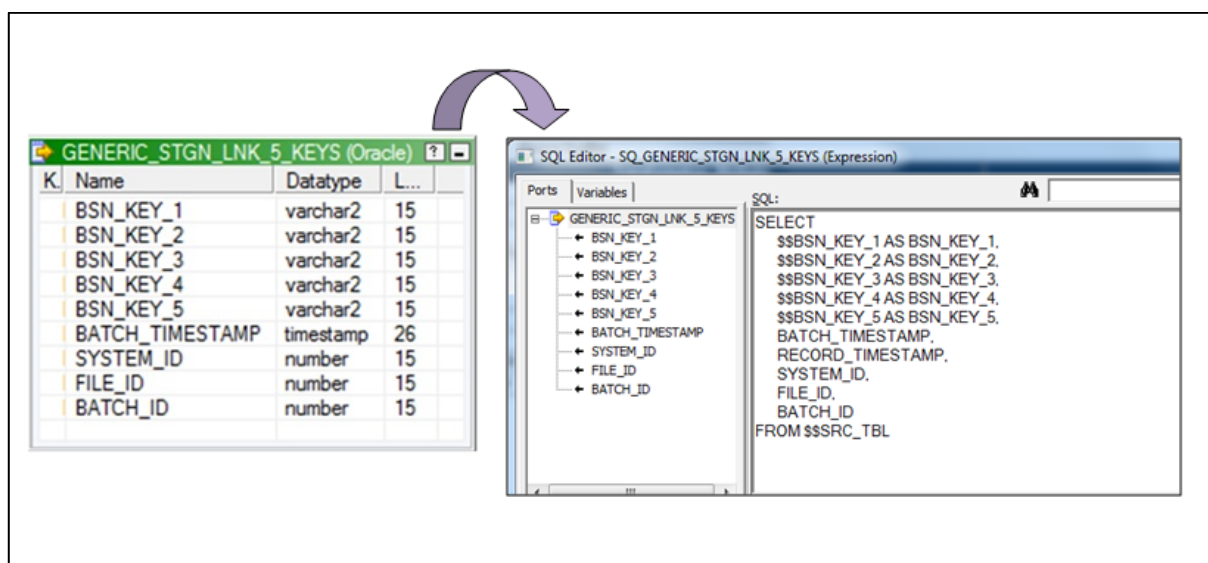 GENERIC_STGN_LNK_5_KEYS (Oracle)
K. Name Datatype L...
BSN_KEY_1 varchar2 15
BSN_KEY_2 varchar2 15
BSN_KEY_3 varchar2 15
BSN_KEY_4 varchar2 15
BSN_KEY_5 varchar2 15
BATCH_TIMESTAMP timestamp 26
SYSTEM_ID number 15
FILE_ID number 15
BATCH_ID number 15
SQL Editor - SQ_GENERIC_STGN_LNK_5_KEYS (Expression)
Ports Variables
GENERIC_STGN_LNK_5_KEYS
BSN_KEY_1
BSN_KEY_2
BSN_KEY_3
BSN_KEY_4
BSN_KEY_5
BATCH_TIMESTAMP
SYSTEM_ID
FILE_ID
BATCH_ID
SQL:
SELECT
$$BSN_KEY_1 AS BSN_KEY_1,
$$BSN_KEY_2 AS BSN_KEY_2,
$$BSN_KEY_3 AS BSN_KEY_3,
$$BSN_KEY_4 AS BSN_KEY_4,
$$BSN_KEY_5 AS BSN_KEY_5,
BATCH_TIMESTAMP,
RECORD_TIMESTAMP,
SYSTEM_ID,
FILE_ID,
BATCH_ID
FROM $$SRC_TBL